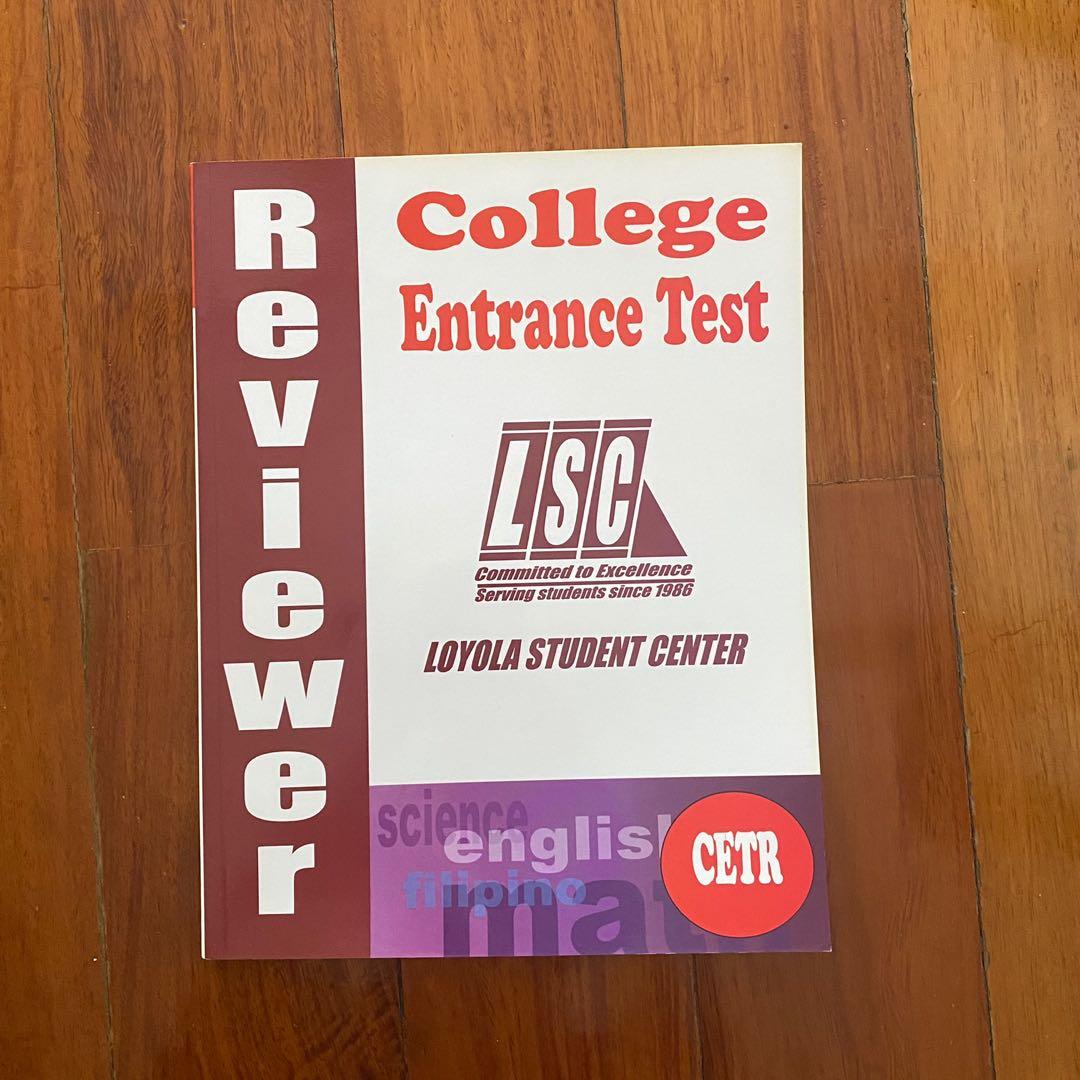 Reviewer
College
Entrance Test
LSC
Committed to Excellence
Serving students since 1986
LOYOLA STUDENT CENTER
science
english
filipino
math
CETR